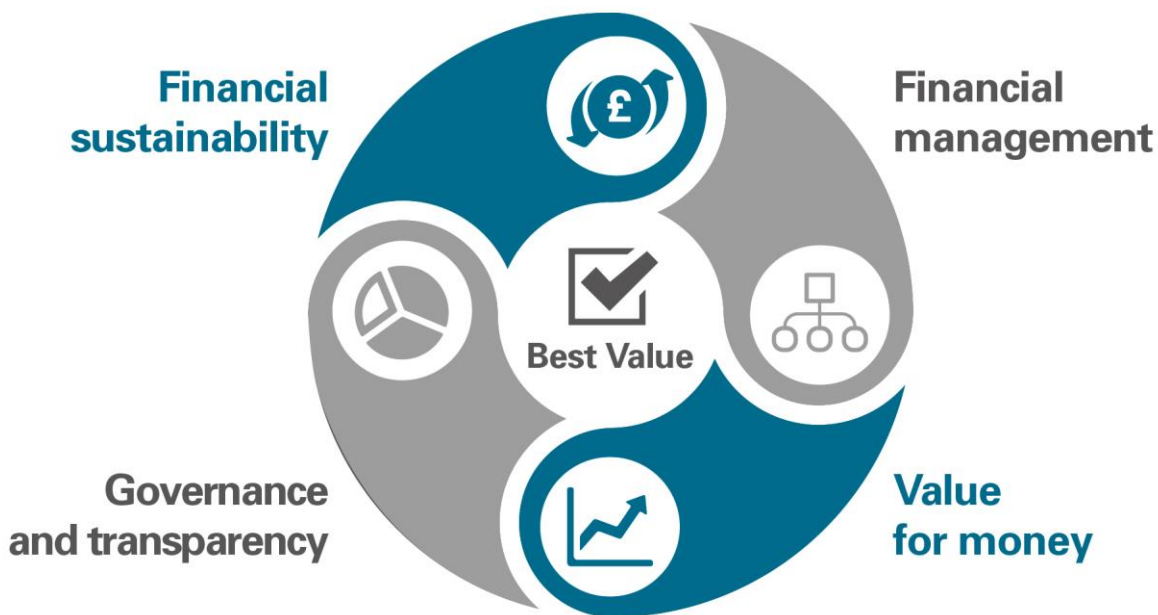 Financial
sustainability
Financial
management
£
Best Value
Governance
and transparency
Value
for money